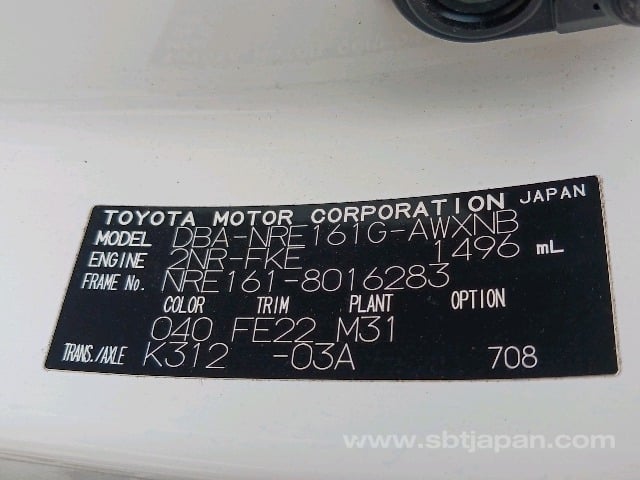 TOYOTA MOTOR CORPORATION JAPAN
MODEL DBA-NRE161G-AWXNB
ENGINE 2NR-FKE 1496 mL
FRAME No. NRE161-8016283
COLOR TRIM PLANT OPTION
040 FE22 M31
TRANS./AXLE K312 -03A 708
www.sbtjapan.com